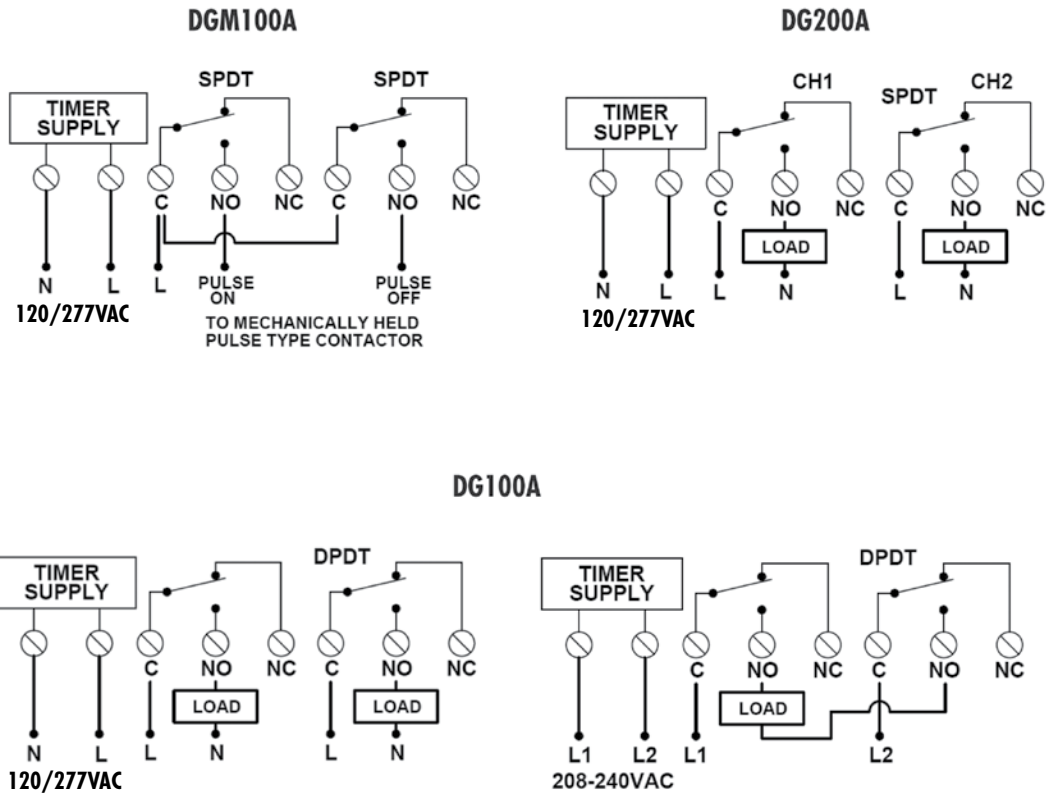 DGM100A
SPDT SPDT
TIMER
SUPPLY
C NO NC C NO NC
N L L PULSE
ON PULSE
OFF
120/277VAC
TO MECHANICALLY HELD
PULSE TYPE CONTACTOR
DG200A
CH1 SPDT CH2
TIMER
SUPPLY
C NO NC C NO NC
LOAD LOAD
N L L N L N
120/277VAC
DG100A
DPDT
TIMER
SUPPLY
C NO NC C NO NC
LOAD LOAD
N L L N L N
120/277VAC
DPDT
TIMER
SUPPLY
C NO NC C NO NC
LOAD
L1 L2 L1 L2
208-240VAC